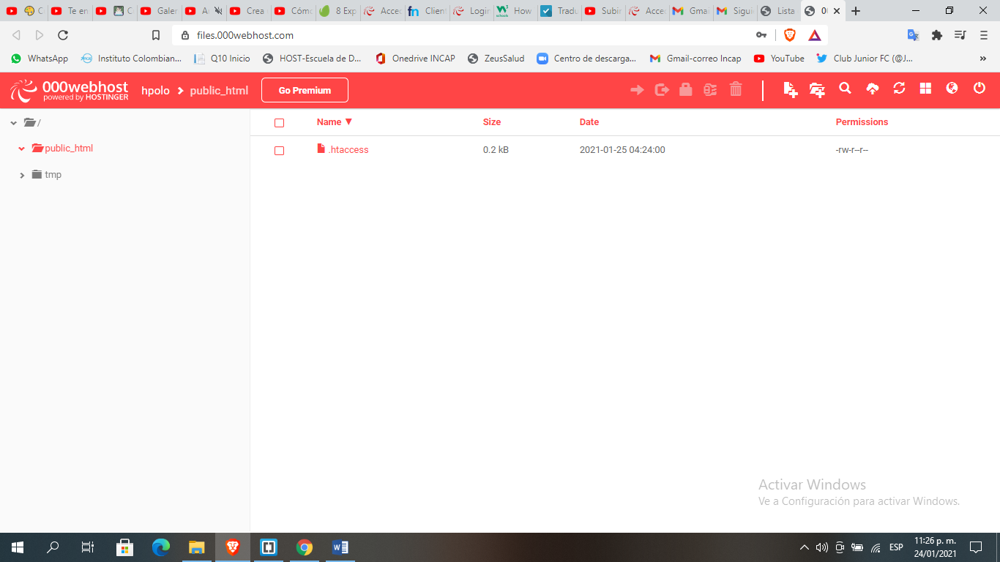 C
Te en
C
Galer
A
Crea
Cómo
8 Exp
Acced
Client
Login
How
Tradu
Subir
Acce
Gmai
Sigui
Lista
00
files.000webhost.com
WhatsApp
Instituto Colombian...
Q10 Inicio
HOST-Escuela de D...
Onedrive INCAP
ZeusSalud
Centro de descarga...
Gmail-correo Incap
YouTube
Club Junior FC (@J...
»
000webhost
powered by HOSTINGER
hpolo
public_html
Go Premium
/
public_html
tmp
Name ▼ Size Date Permissions
.htaccess 0.2 kB 2021-01-25 04:24:00 -rw-r--r--
Activar Windows
Ve a Configuración para activar Windows.
ESP
11:26 p. m.
24/01/2021